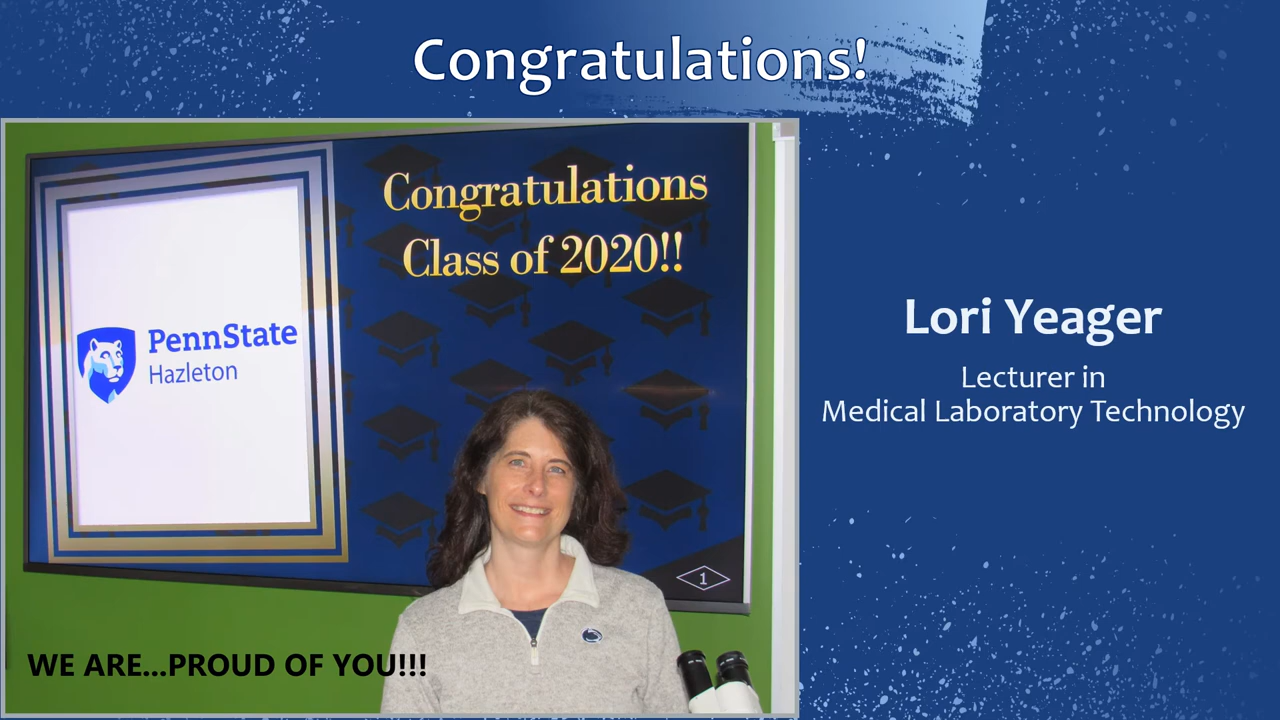 Congratulations!
Congratulations
Class of 2020!!
PennState
Hazleton
1
WE ARE...PROUD OF YOU!!!
Lori Yeager
Lecturer in
Medical Laboratory Technology